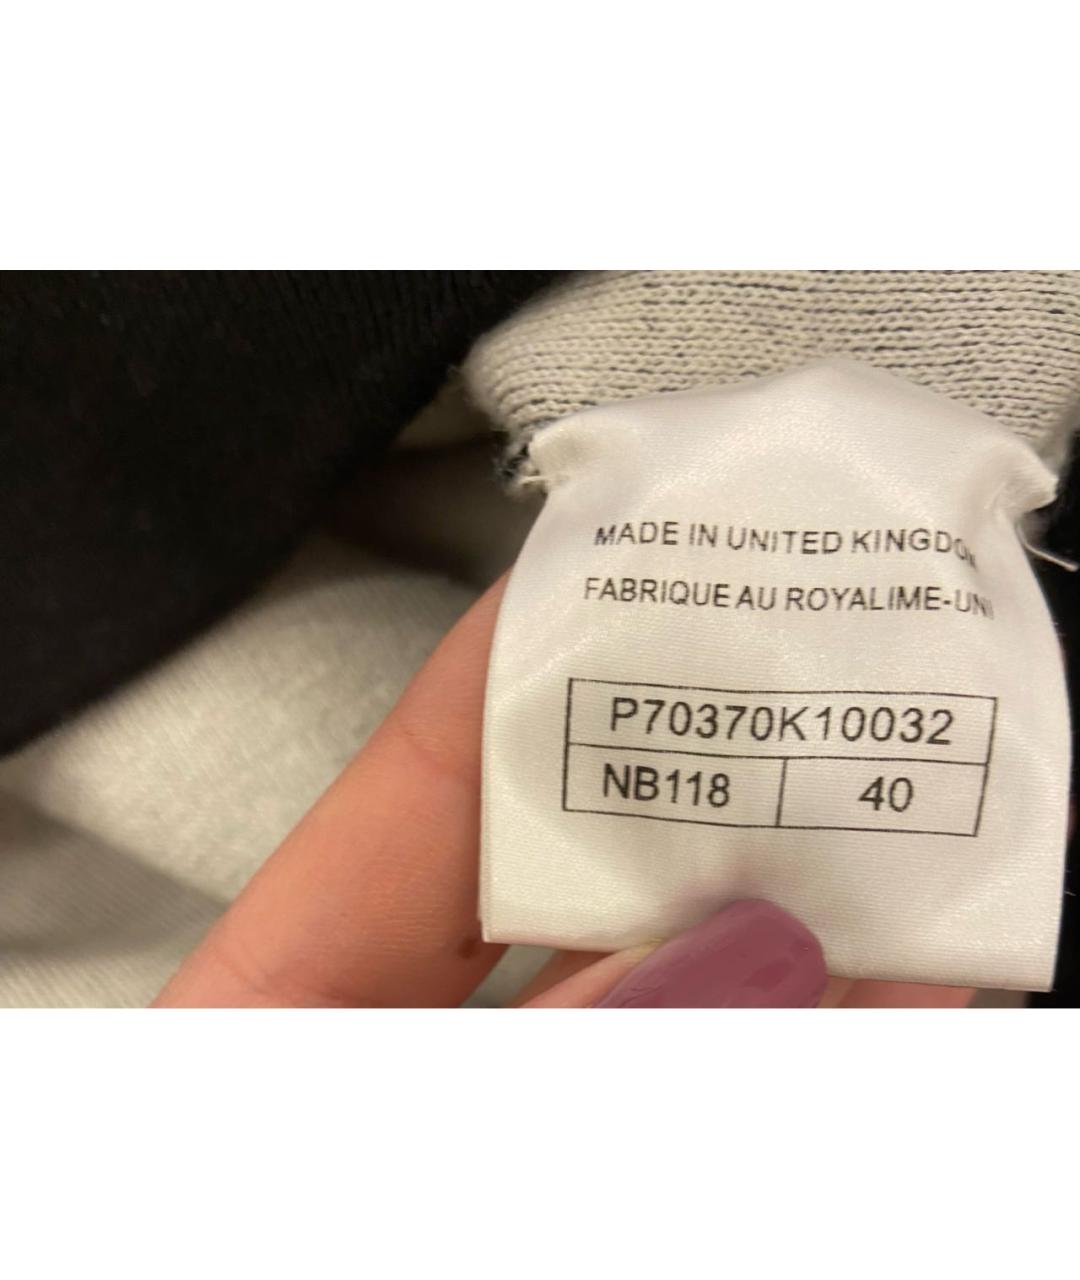 MADE IN UNITED KINGDOM
FABRIQUE AU ROYALIME-UNI
P70370K10032
NB118 40